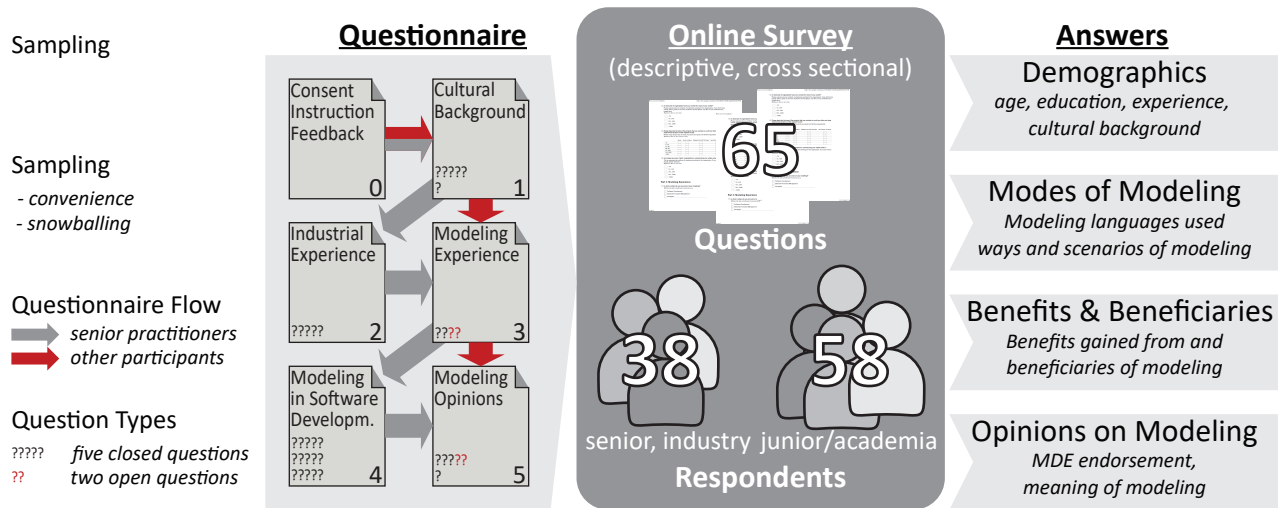 Sampling
Sampling
- convenience
- snowballing
Questionnaire Flow
senior practitioners
other participants
Question Types
????? five closed questions
?? two open questions
Questionnaire
Consent
Instruction
Feedback
0
Cultural
Background
?????
?
1
Industrial
Experience
?????
2
Modeling
Experience
????
3
Modeling
in Software
Developm.
?????
?????
?????
4
Modeling
Opinions
?????
?
5
Online Survey
(descriptive, cross sectional)
65
Questions
38
58
senior, industry
junior/academia
Respondents
Answers
Demographics
age, education, experience,
cultural background
Modes of Modeling
Modeling languages used
ways and scenarios of modeling
Benefits & Beneficiaries
Benefits gained from and
beneficiaries of modeling
Opinions on Modeling
MDE endorsement,
meaning of modeling